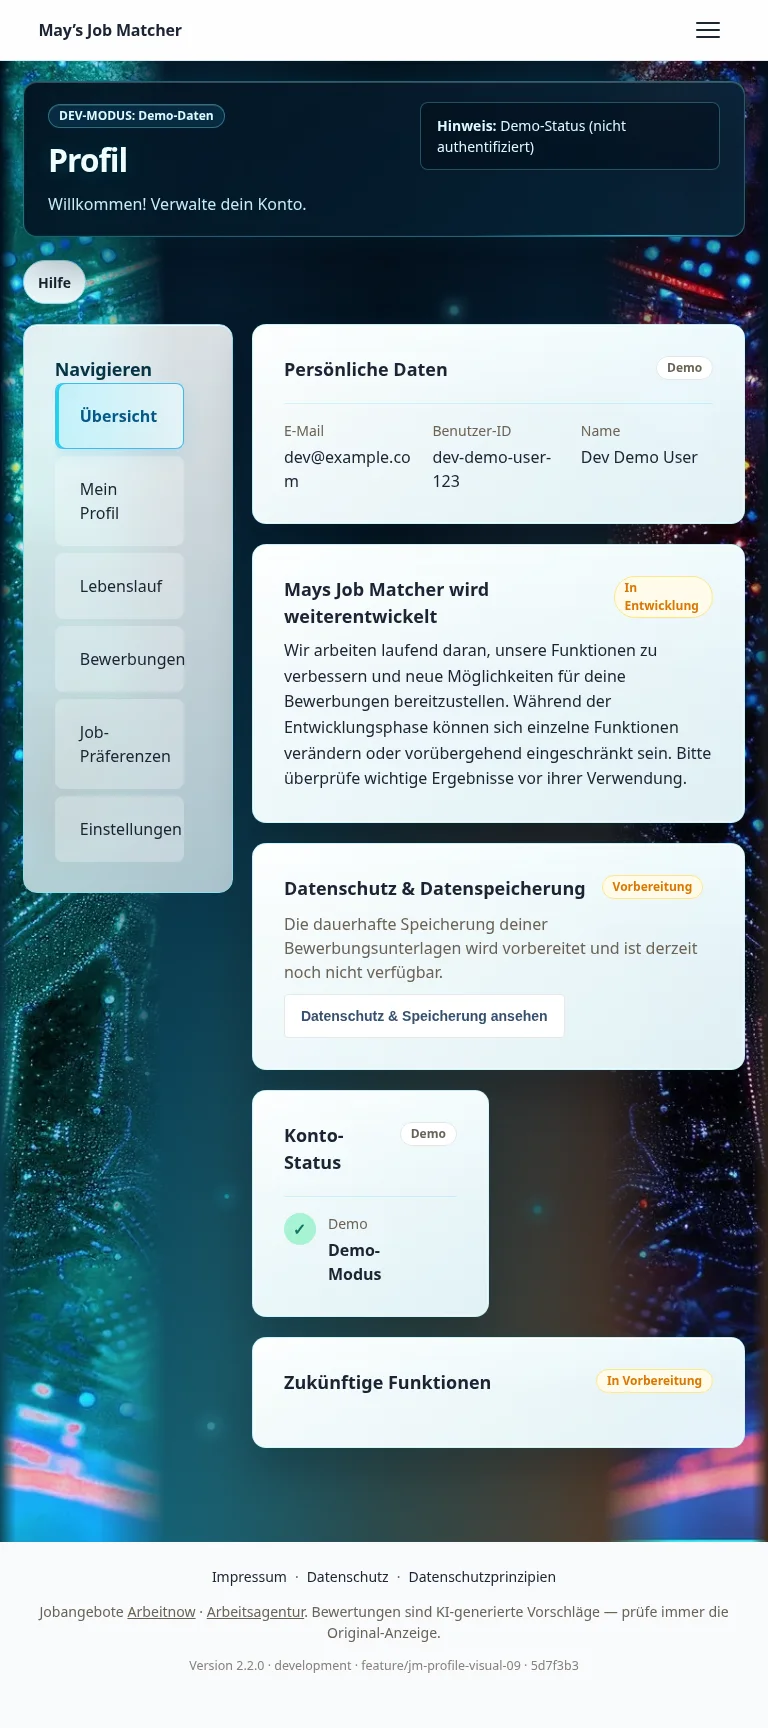 May’s Job Matcher
DEV-MODUS: Demo-Daten
Profil
Willkommen! Verwalte dein Konto.
Hinweis: Demo-Status (nicht
authentifiziert)
Hilfe
Navigieren
Übersicht
Mein
Profil
Lebenslauf
Bewerbungen
Job-
Präferenzen
Einstellungen
Persönliche Daten
Demo
E-Mail
dev@example.co
m
Benutzer-ID
dev-demo-user-
123
Name
Dev Demo User
Mays Job Matcher wird
weiterentwickelt
In
Entwicklung
Wir arbeiten laufend daran, unsere Funktionen zu
verbessern und neue Möglichkeiten für deine
Bewerbungen bereitzustellen. Während der
Entwicklungsphase können sich einzelne Funktionen
verändern oder vorübergehend eingeschränkt sein. Bitte
überprüfe wichtige Ergebnisse vor ihrer Verwendung.
Datenschutz & Datenspeicherung
Vorbereitung
Die dauerhafte Speicherung deiner
Bewerbungsunterlagen wird vorbereitet und ist derzeit
noch nicht verfügbar.
Datenschutz & Speicherung ansehen
Konto-
Status
Demo
✓
Demo
Demo-
Modus
Zukünftige Funktionen
In Vorbereitung
Impressum · Datenschutz · Datenschutzprinzipien
Jobangebote Arbeitnow · Arbeitsagentur. Bewertungen sind KI-generierte Vorschläge — prüfe immer die
Original-Anzeige.
Version 2.2.0 · development · feature/jm-profile-visual-09 · 5d7f3b3